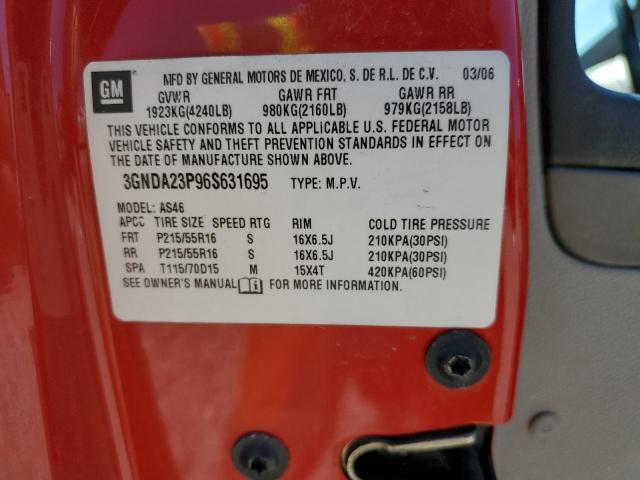 GM
MFD BY GENERAL MOTORS DE MEXICO, S. DE R.L. DE C.V. 03/06
GVWR GAWR FRT GAWR RR
1923KG(4240LB) 980KG(2160LB) 979KG(2158LB)
THIS VEHICLE CONFORMS TO ALL APPLICABLE U.S. FEDERAL MOTOR
VEHICLE SAFETY AND THEFT PREVENTION STANDARDS IN EFFECT ON
THE DATE OF MANUFACTURE SHOWN ABOVE.
3GNDA23P96S631695 TYPE: M.P.V.
MODEL: AS46
APCC TIRE SIZE SPEED RTG RIM COLD TIRE PRESSURE
FRT P215/55R16 S 16X6.5J 210KPA(30PSI)
RR P215/55R16 S 16X6.5J 210KPA(30PSI)
SPA T115/70D15 M 15X4T 420KPA(60PSI)
SEE OWNER'S MANUAL FOR MORE INFORMATION.